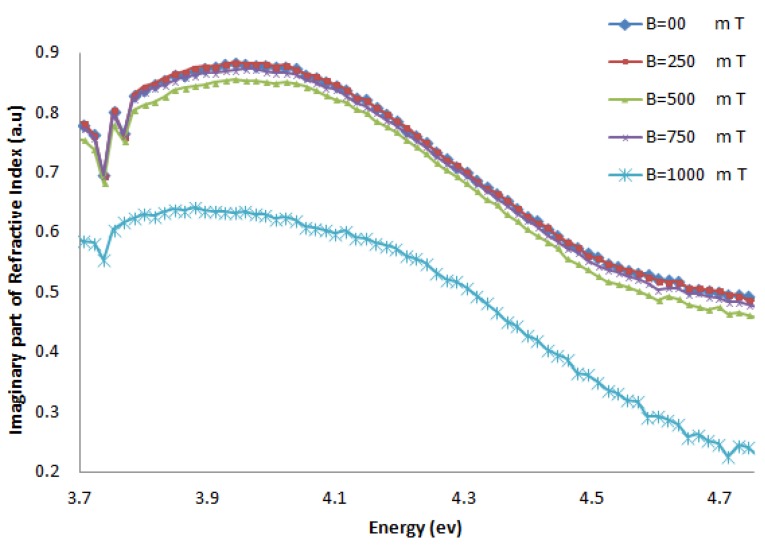 B=00 m T
B=250 m T
B=500 m T
B=750 m T
B=1000 m T
Imaginary part of Refractive Index (a.u)
0.9
0.8
0.7
0.6
0.5
0.4
0.3
0.2
3.7 3.9 4.1 4.3 4.5 4.7
Energy (ev)